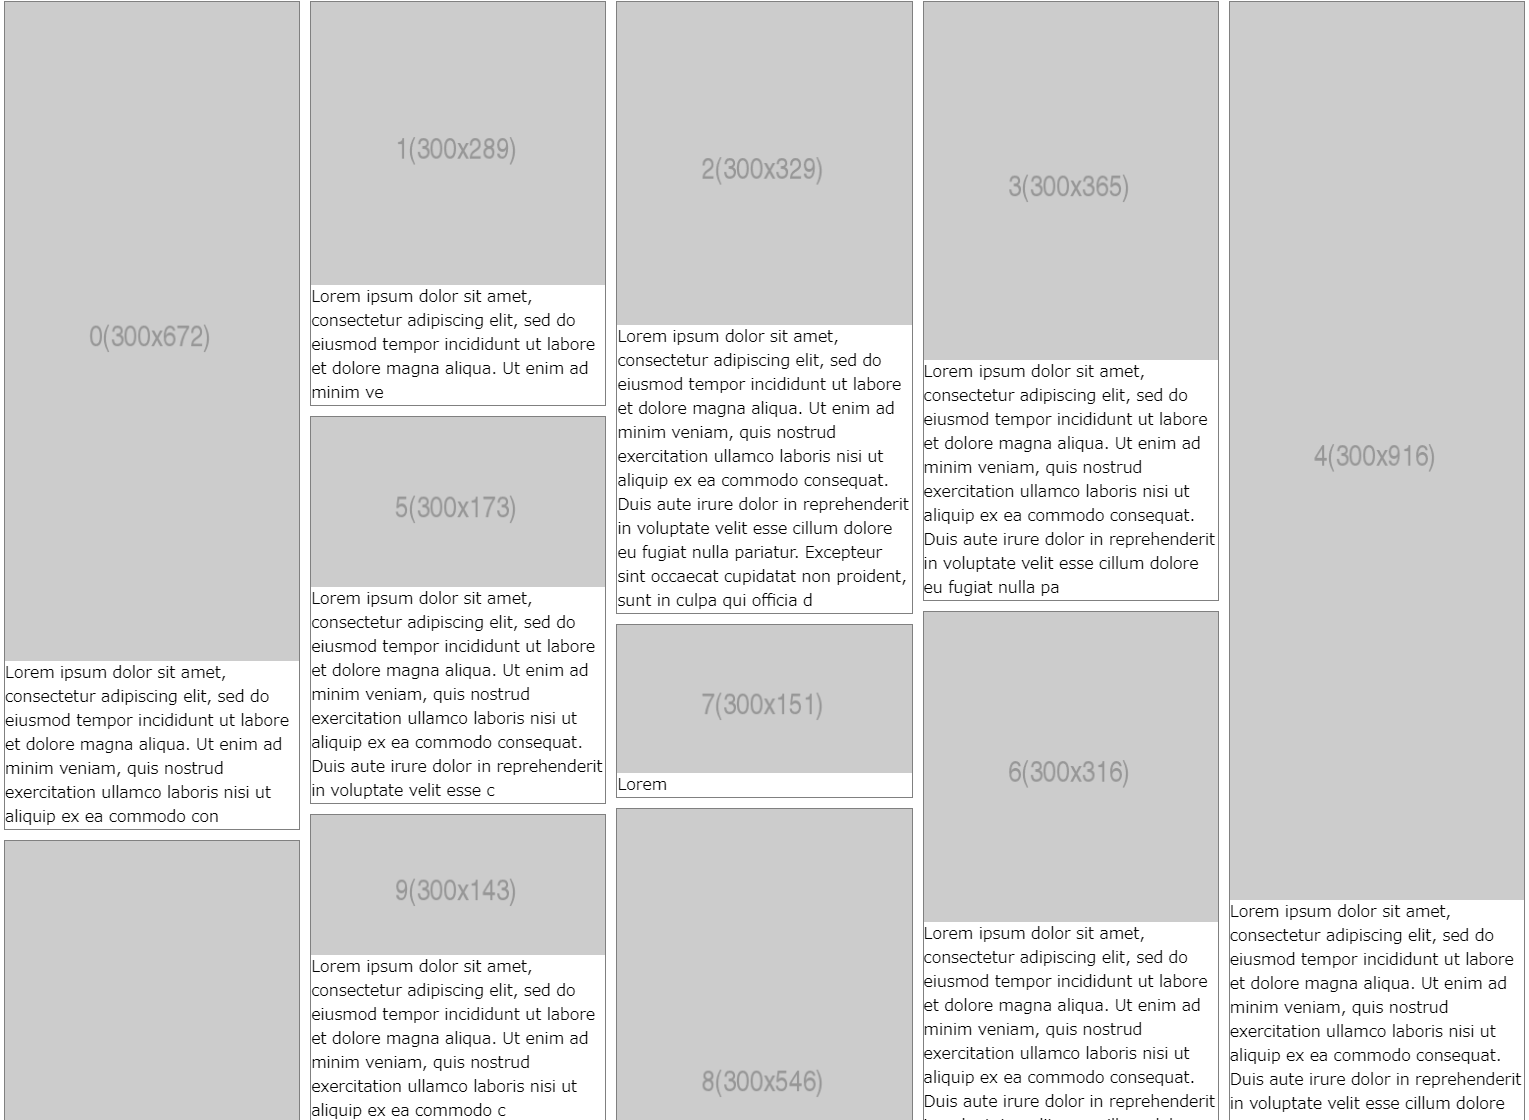 0(300x672)
Lorem ipsum dolor sit amet,
consectetur adipiscing elit, sed do
eiusmod tempor incididunt ut labore
et dolore magna aliqua. Ut enim ad
minim veniam, quis nostrud
exercitation ullamco laboris nisi ut
aliquip ex ea commodo con
1(300x289)
Lorem ipsum dolor sit amet,
consectetur adipiscing elit, sed do
eiusmod tempor incididunt ut labore
et dolore magna aliqua. Ut enim ad
minim ve
5(300x173)
Lorem ipsum dolor sit amet,
consectetur adipiscing elit, sed do
eiusmod tempor incididunt ut labore
et dolore magna aliqua. Ut enim ad
minim veniam, quis nostrud
exercitation ullamco laboris nisi ut
aliquip ex ea commodo consequat.
Duis aute irure dolor in reprehenderit
in voluptate velit esse c
9(300x143)
Lorem ipsum dolor sit amet,
consectetur adipiscing elit, sed do
eiusmod tempor incididunt ut labore
et dolore magna aliqua. Ut enim ad
minim veniam, quis nostrud
exercitation ullamco laboris nisi ut
aliquip ex ea commodo c
2(300x329)
Lorem ipsum dolor sit amet,
consectetur adipiscing elit, sed do
eiusmod tempor incididunt ut labore
et dolore magna aliqua. Ut enim ad
minim veniam, quis nostrud
exercitation ullamco laboris nisi ut
aliquip ex ea commodo consequat.
Duis aute irure dolor in reprehenderit
in voluptate velit esse cillum dolore
eu fugiat nulla pariatur. Excepteur
sint occaecat cupidatat non proident,
sunt in culpa qui officia d
7(300x151)
Lorem
8(300x546)
3(300x365)
Lorem ipsum dolor sit amet,
consectetur adipiscing elit, sed do
eiusmod tempor incididunt ut labore
et dolore magna aliqua. Ut enim ad
minim veniam, quis nostrud
exercitation ullamco laboris nisi ut
aliquip ex ea commodo consequat.
Duis aute irure dolor in reprehenderit
in voluptate velit esse cillum dolore
eu fugiat nulla pa
6(300x316)
Lorem ipsum dolor sit amet,
consectetur adipiscing elit, sed do
eiusmod tempor incididunt ut labore
et dolore magna aliqua. Ut enim ad
minim veniam, quis nostrud
exercitation ullamco laboris nisi ut
aliquip ex ea commodo consequat.
Duis aute irure dolor in reprehenderit
4(300x916)
Lorem ipsum dolor sit amet,
consectetur adipiscing elit, sed do
eiusmod tempor incididunt ut labore
et dolore magna aliqua. Ut enim ad
minim veniam, quis nostrud
exercitation ullamco laboris nisi ut
aliquip ex ea commodo consequat.
Duis aute irure dolor in reprehenderit
in voluptate velit esse cillum dolore